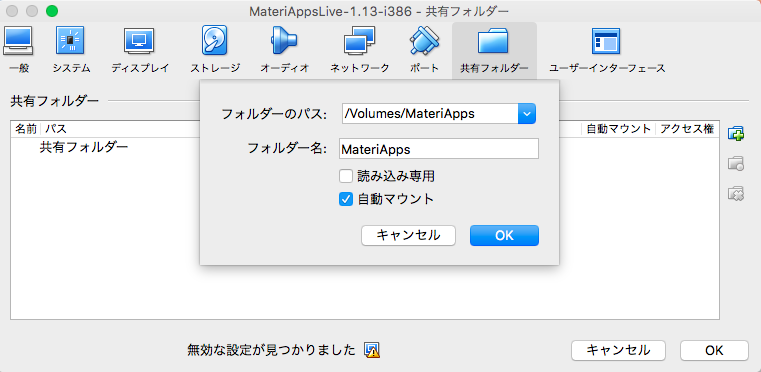 MateriAppsLive-1.13-i386 - 共有フォルダー
一般 システム ディスプレイ ストレージ オーディオ ネットワーク ポート 共有フォルダー ユーザーインターフェース
共有フォルダー
フォルダーのパス: /Volumes/MateriApps
名前 パス 自動マウント アクセス権
共有フォルダー
フォルダー名: MateriApps
読み込み専用
自動マウント
キャンセル OK
無効な設定が見つかりました キャンセル OK